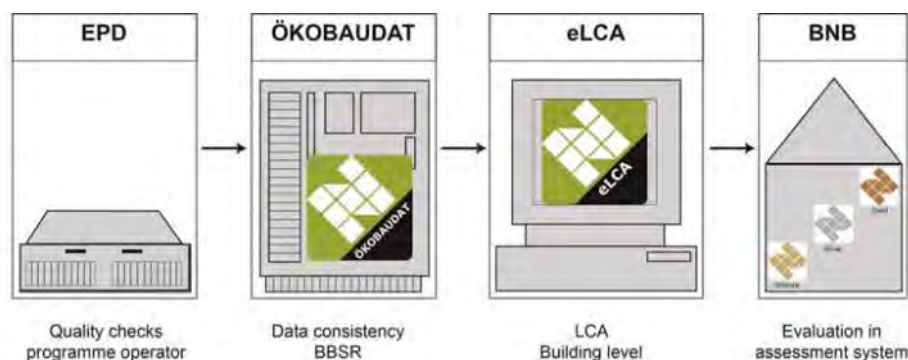 EPD
ÖKOBAUDAT
eLCA
BNB
ÖKOBAUDAT
eLCA
Quality checks
programme operator
Data consistency
BBSR
LCA
Building level
Evaluation in
assessment system